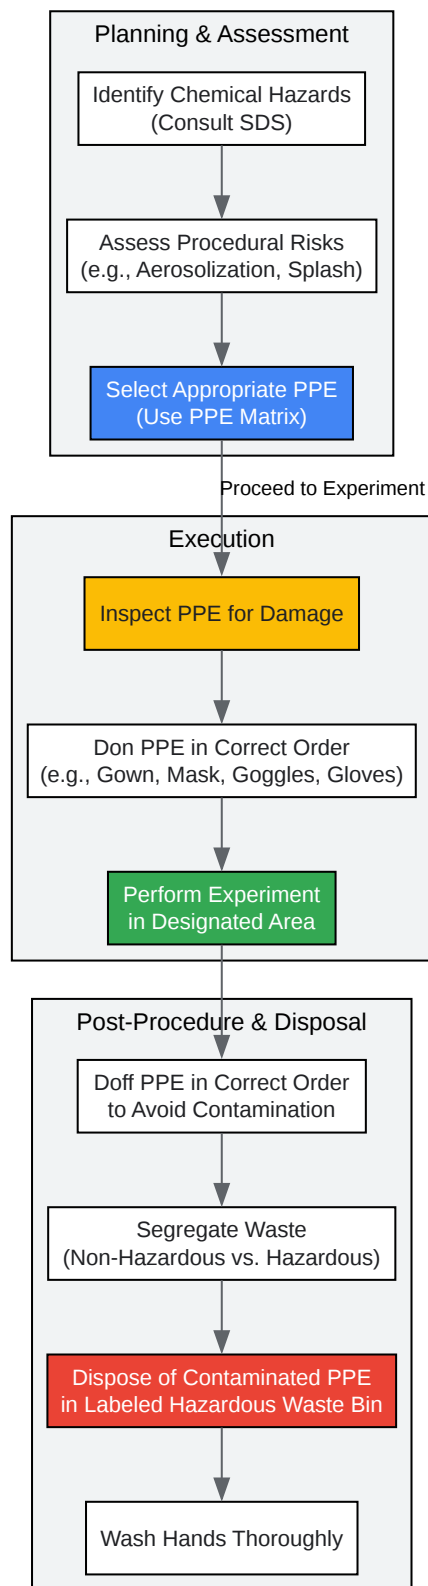 Planning & Assessment
Identify Chemical Hazards
(Consult SDS)
Assess Procedural Risks
(e.g., Aerosolization, Splash)
Select Appropriate PPE
(Use PPE Matrix)
Proceed to Experiment
Execution
Inspect PPE for Damage
Don PPE in Correct Order
(e.g., Gown, Mask, Goggles, Gloves)
Perform Experiment
in Designated Area
Post-Procedure & Disposal
Doff PPE in Correct Order
to Avoid Contamination
Segregate Waste
(Non-Hazardous vs. Hazardous)
Dispose of Contaminated PPE
in Labeled Hazardous Waste Bin
Wash Hands Thoroughly